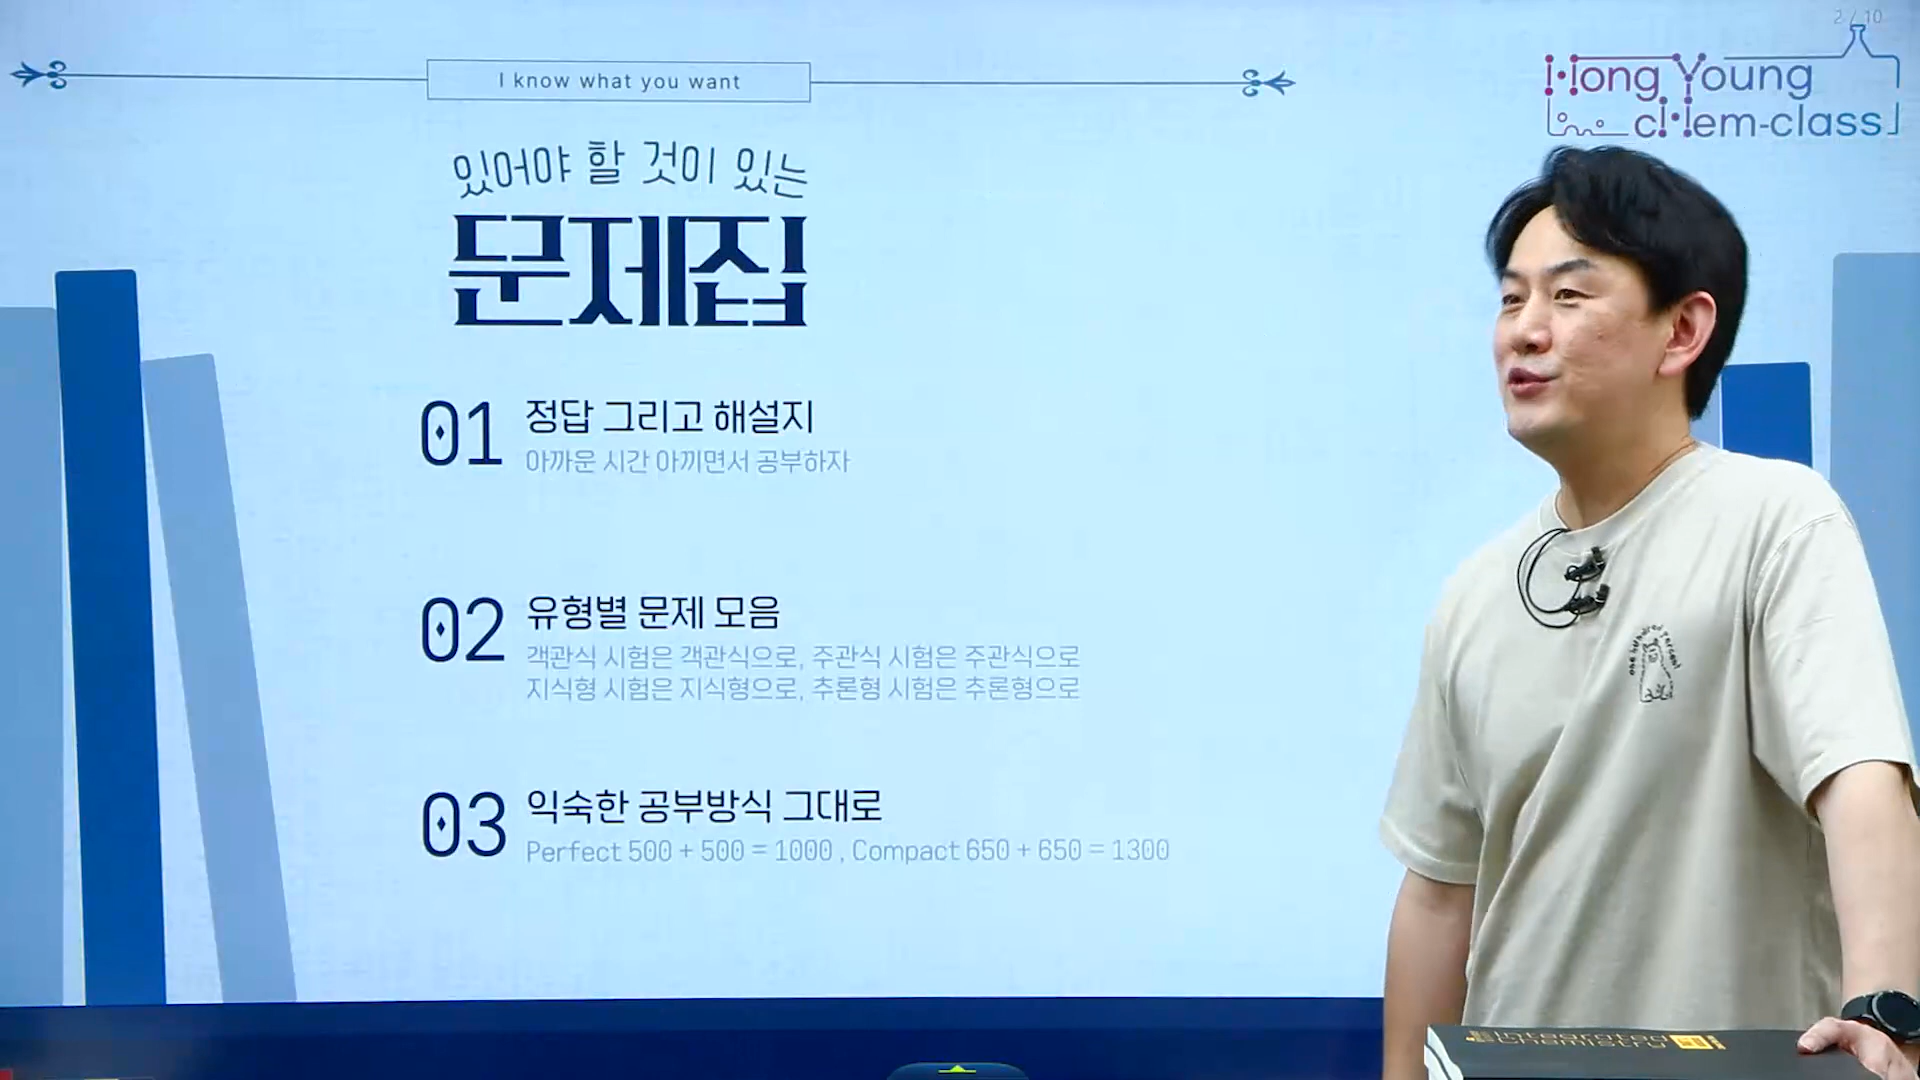 2 / 10
I know what you want
Hong Young
cHem-class
있어야 할 것이 있는
문제집
01 정답 그리고 해설지
아까운 시간 아끼면서 공부하자
02 유형별 문제 모음
객관식 시험은 객관식으로, 주관식 시험은 주관식으로
지식형 시험은 지식형으로, 추론형 시험은 추론형으로
03 익숙한 공부방식 그대로
Perfect 500 + 500 = 1000 , Compact 650 + 650 = 1300
one hundred percent
Integrated
Chemistry